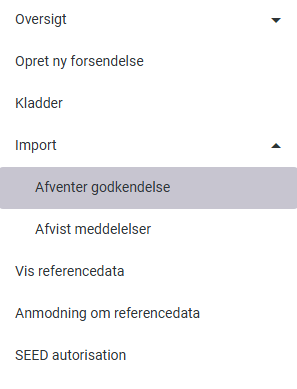 Oversigt
Opret ny forsendelse
Kladder
Import
Afventer godkendelse
Afvist meddelelser
Vis referencedata
Anmodning om referencedata
SEED autorisation